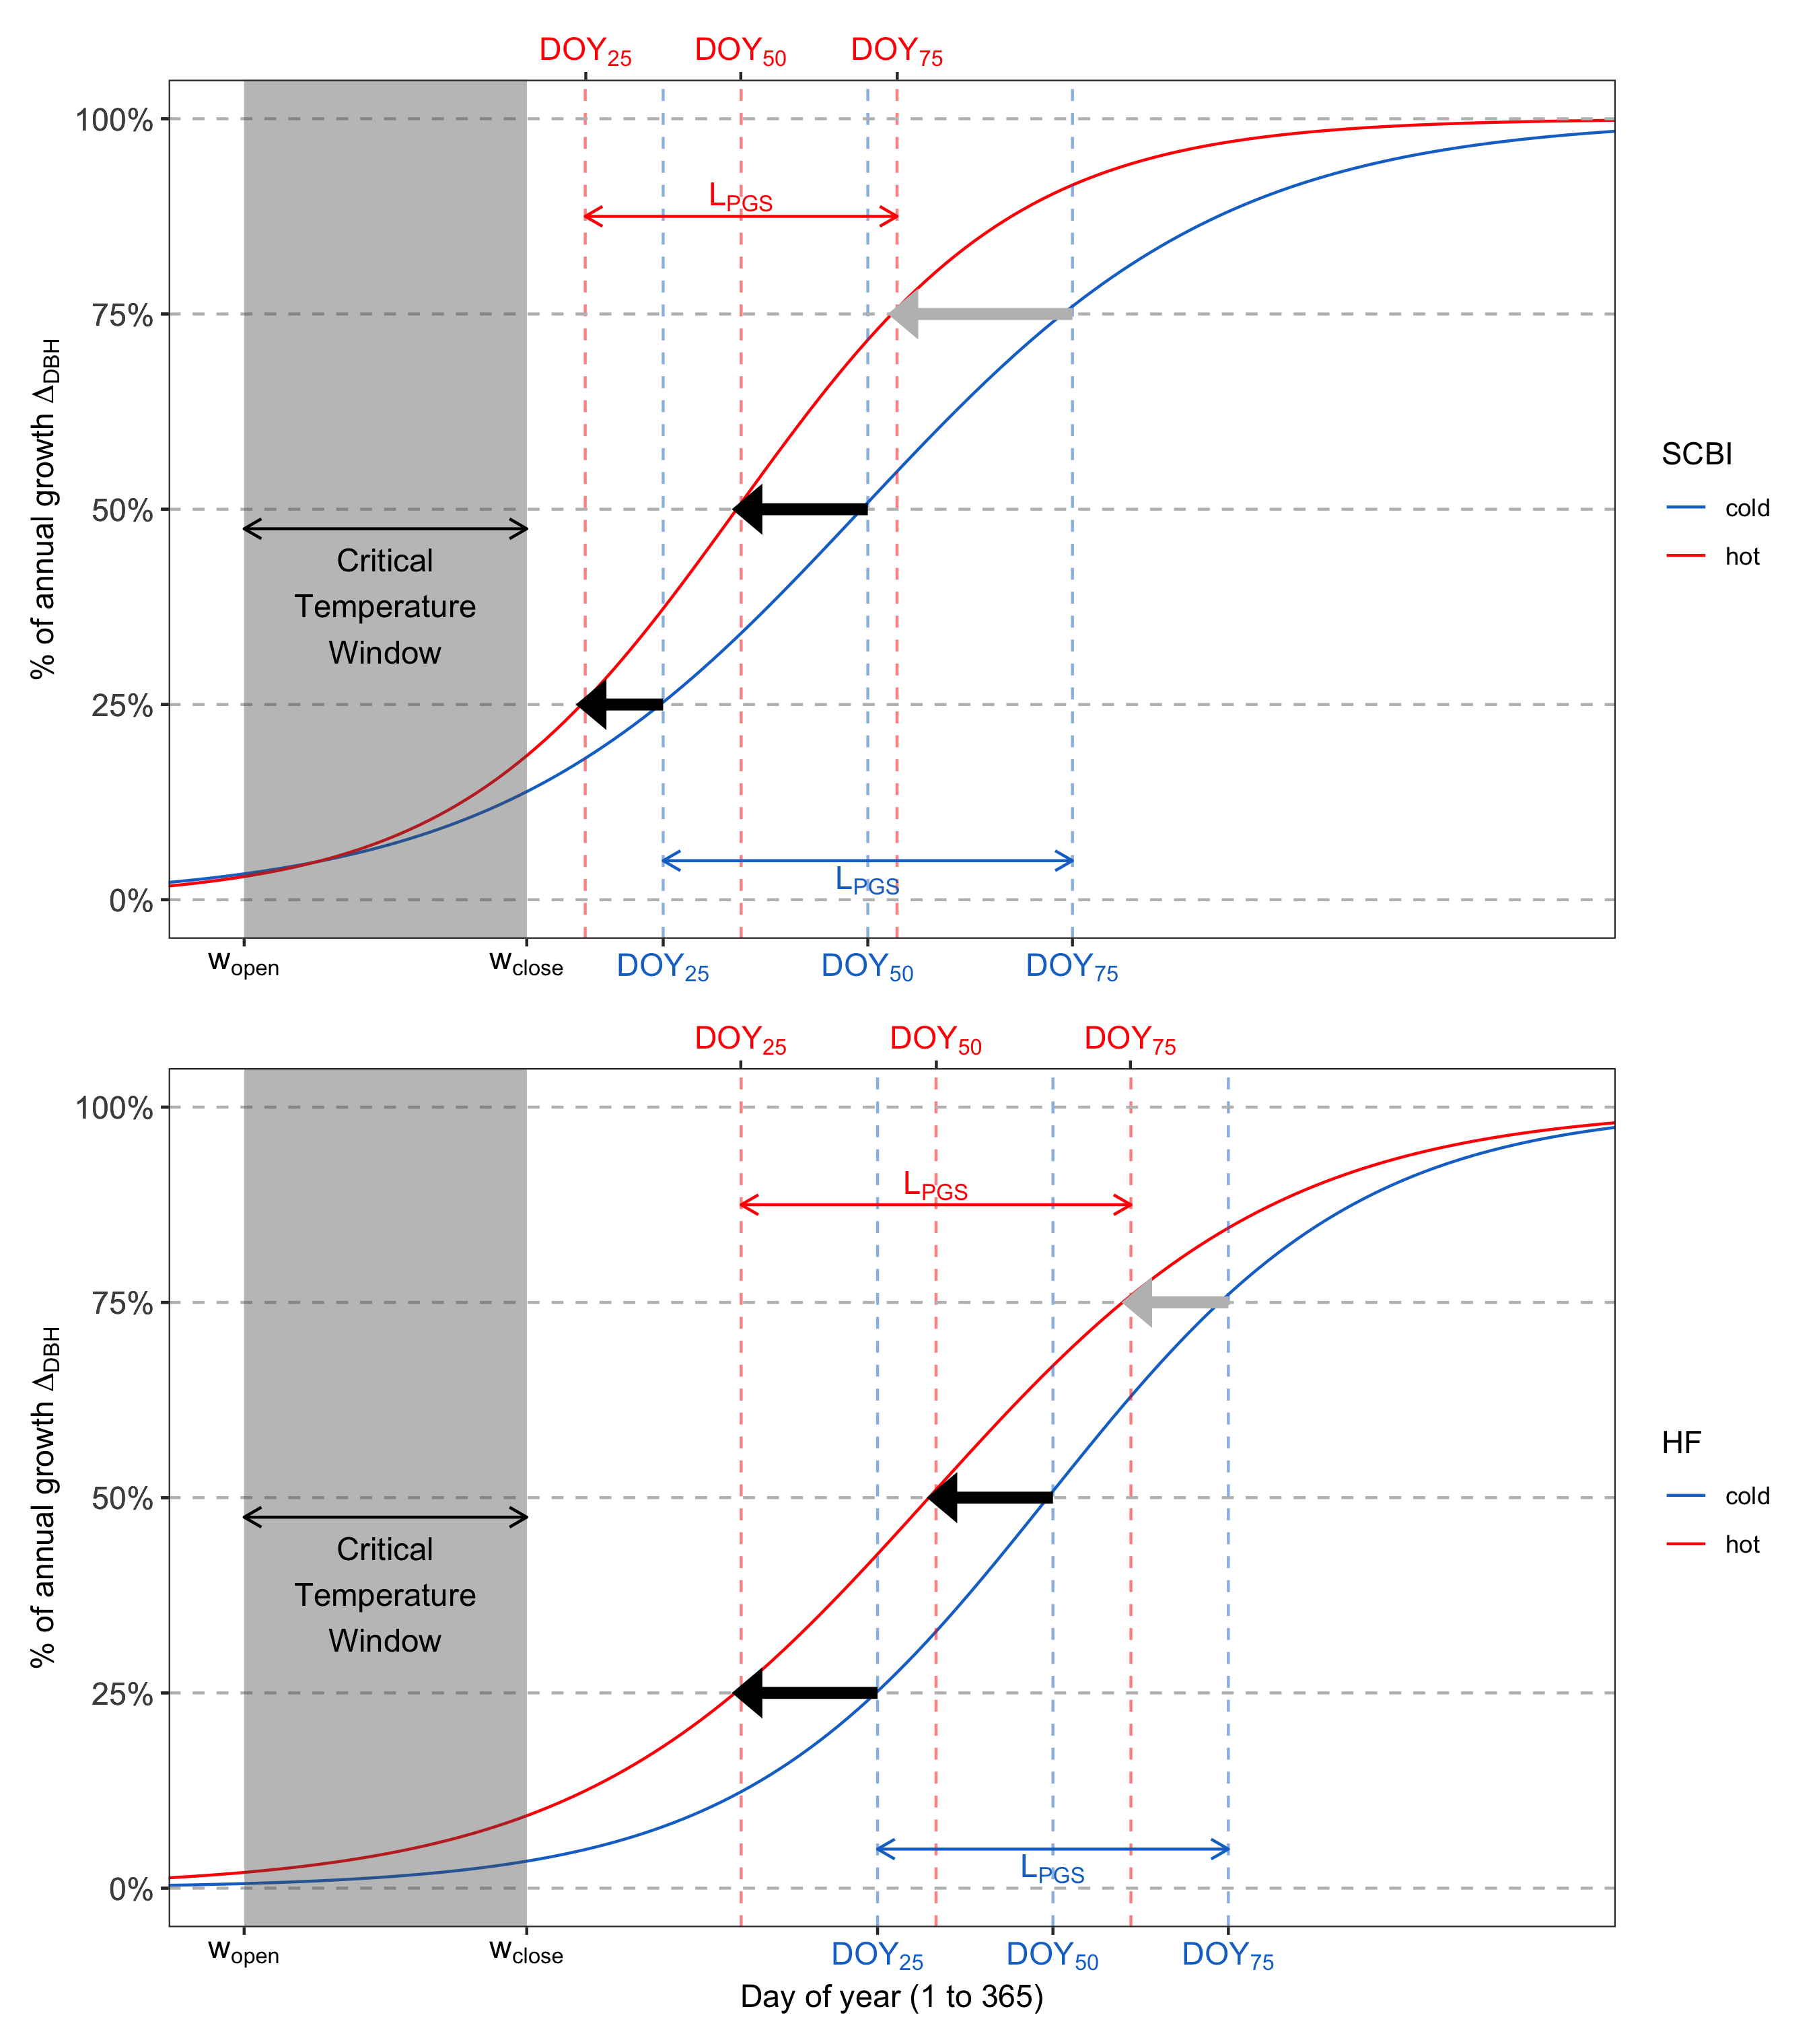 DOY25 DOY50 DOY75
100%
75%
50%
25%
0%
% of annual growth ΔDBH
LPGS
Critical
Temperature
Window
LPGS
wopen wclose DOY25 DOY50 DOY75
SCBI
cold
hot
DOY25 DOY50 DOY75
100%
75%
50%
25%
0%
% of annual growth ΔDBH
LPGS
Critical
Temperature
Window
LPGS
wopen wclose DOY25 DOY50 DOY75
Day of year (1 to 365)
HF
cold
hot